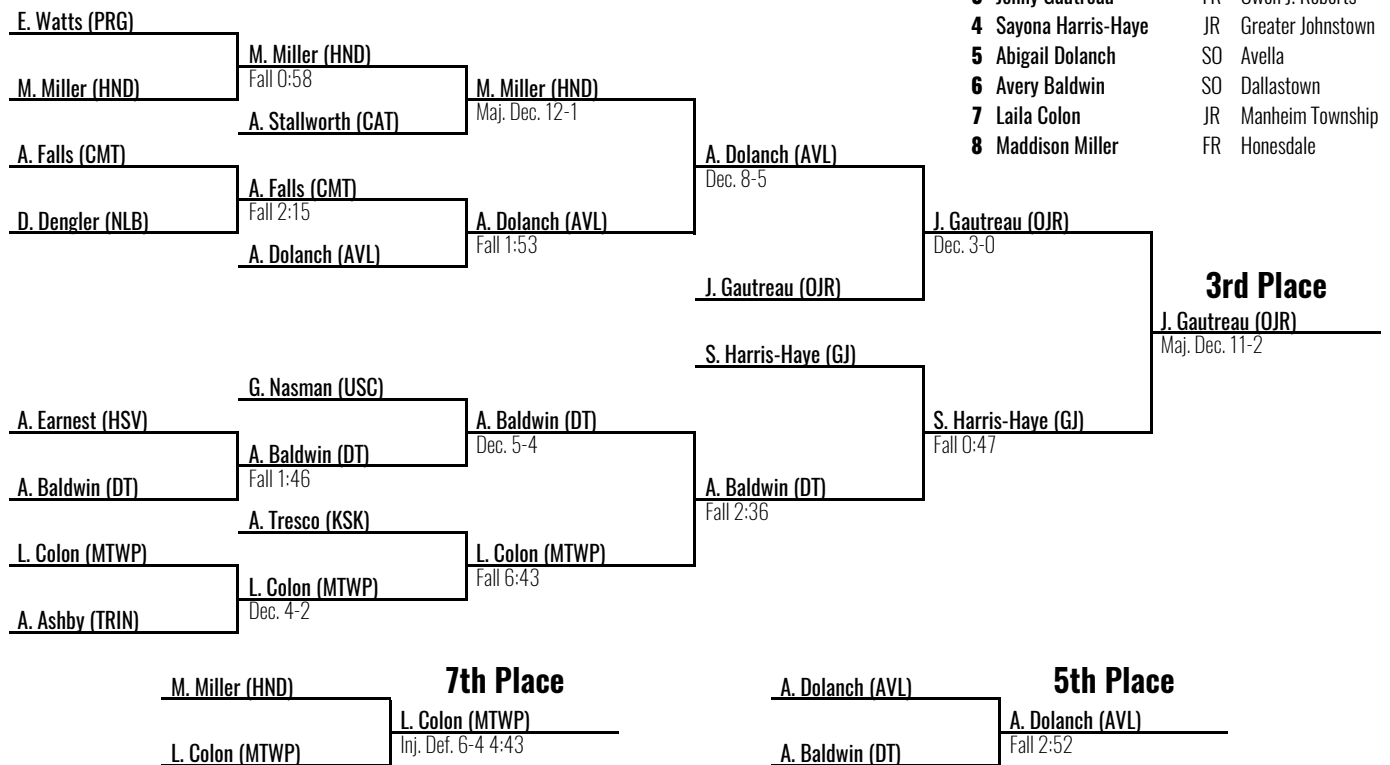 3 Jenny Gautreau FR Owen J. Roberts
4 Sayona Harris-Haye JR Greater Johnstown
5 Abigail Dolanch SO Avella
6 Avery Baldwin SO Dallastown
7 Laila Colon JR Manheim Township
8 Maddison Miller FR Honesdale
E. Watts (PRG)
M. Miller (HND)
A. Falls (CMT)
D. Dengler (NLB)
M. Miller (HND)
Fall 0:58
A. Stallworth (CAT)
A. Falls (CMT)
Fall 2:15
A. Dolanch (AVL)
M. Miller (HND)
Maj. Dec. 12-1
A. Dolanch (AVL)
Fall 1:53
A. Dolanch (AVL)
Dec. 8-5
J. Gautreau (OJR)
J. Gautreau (OJR)
Dec. 3-0
3rd Place
J. Gautreau (OJR)
Maj. Dec. 11-2
A. Earnest (HSV)
A. Baldwin (DT)
L. Colon (MTWP)
A. Ashby (TRIN)
G. Nasman (USC)
A. Baldwin (DT)
Fall 1:46
A. Tresco (KSK)
L. Colon (MTWP)
Dec. 4-2
A. Baldwin (DT)
Dec. 5-4
L. Colon (MTWP)
Fall 6:43
S. Harris-Haye (GJ)
A. Baldwin (DT)
Fall 2:36
S. Harris-Haye (GJ)
Fall 0:47
7th Place
M. Miller (HND)
L. Colon (MTWP)
L. Colon (MTWP)
Inj. Def. 6-4 4:43
5th Place
A. Dolanch (AVL)
A. Baldwin (DT)
A. Dolanch (AVL)
Fall 2:52